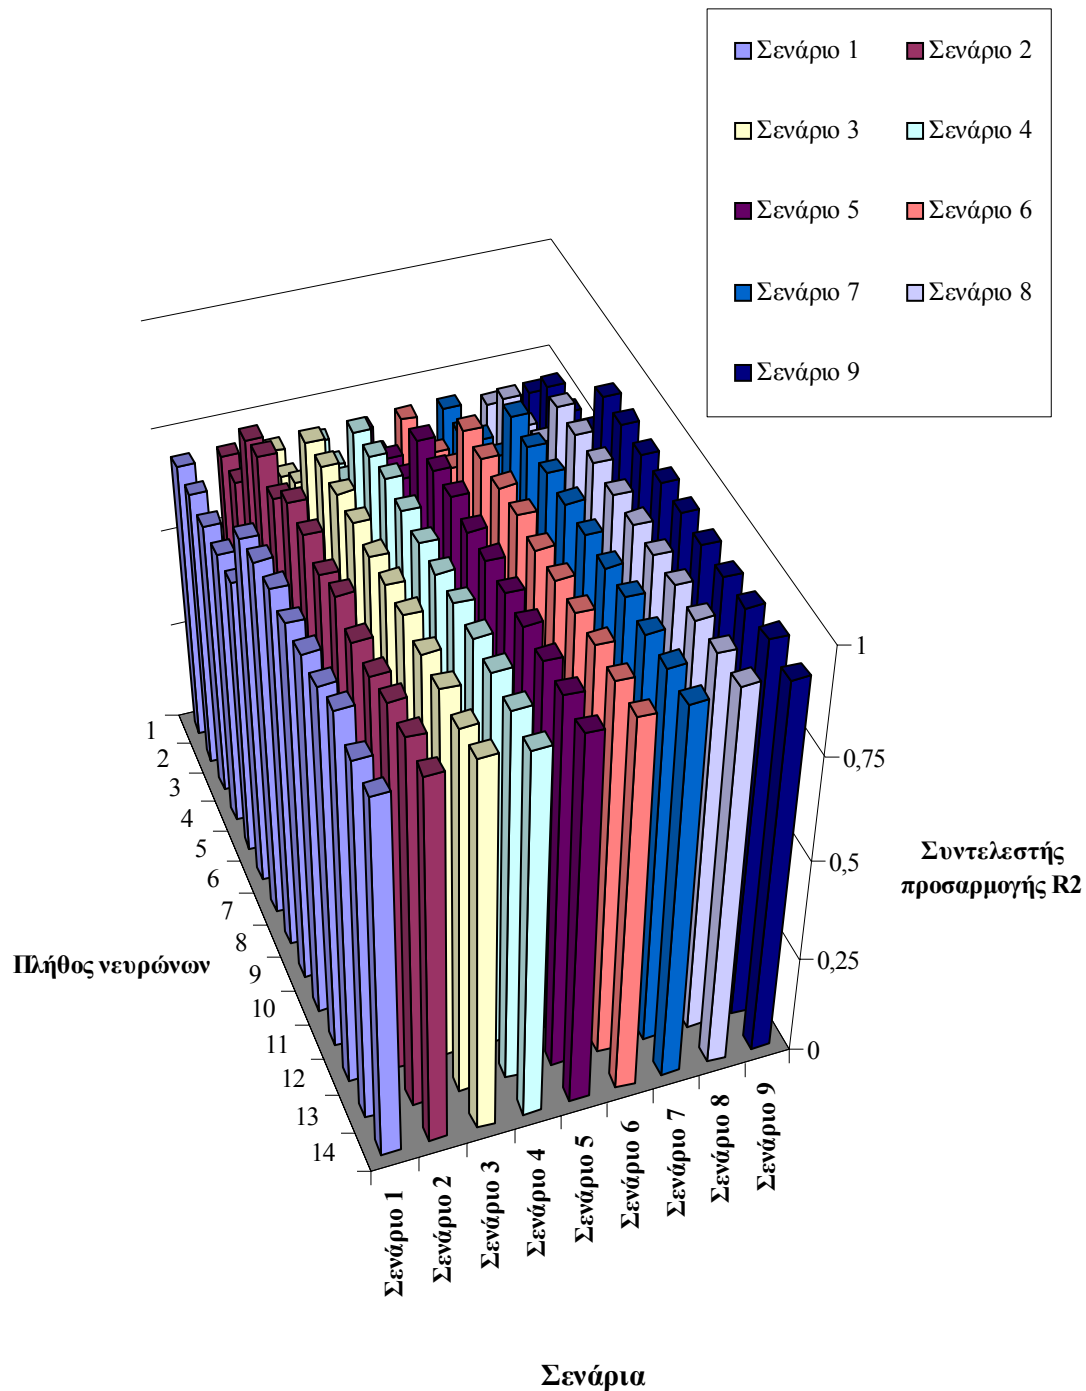 Σενάριο 1
Σενάριο 2
Σενάριο 3
Σενάριο 4
Σενάριο 5
Σενάριο 6
Σενάριο 7
Σενάριο 8
Σενάριο 9
1
0,75
0,5
0,25
0
Συντελεστής
προσαρμογής R2
1
2
3
4
5
6
7
8
9
10
11
12
13
14
Πλήθος νευρώνων
Σενάριο 1
Σενάριο 2
Σενάριο 3
Σενάριο 4
Σενάριο 5
Σενάριο 6
Σενάριο 7
Σενάριο 8
Σενάριο 9
Σενάρια